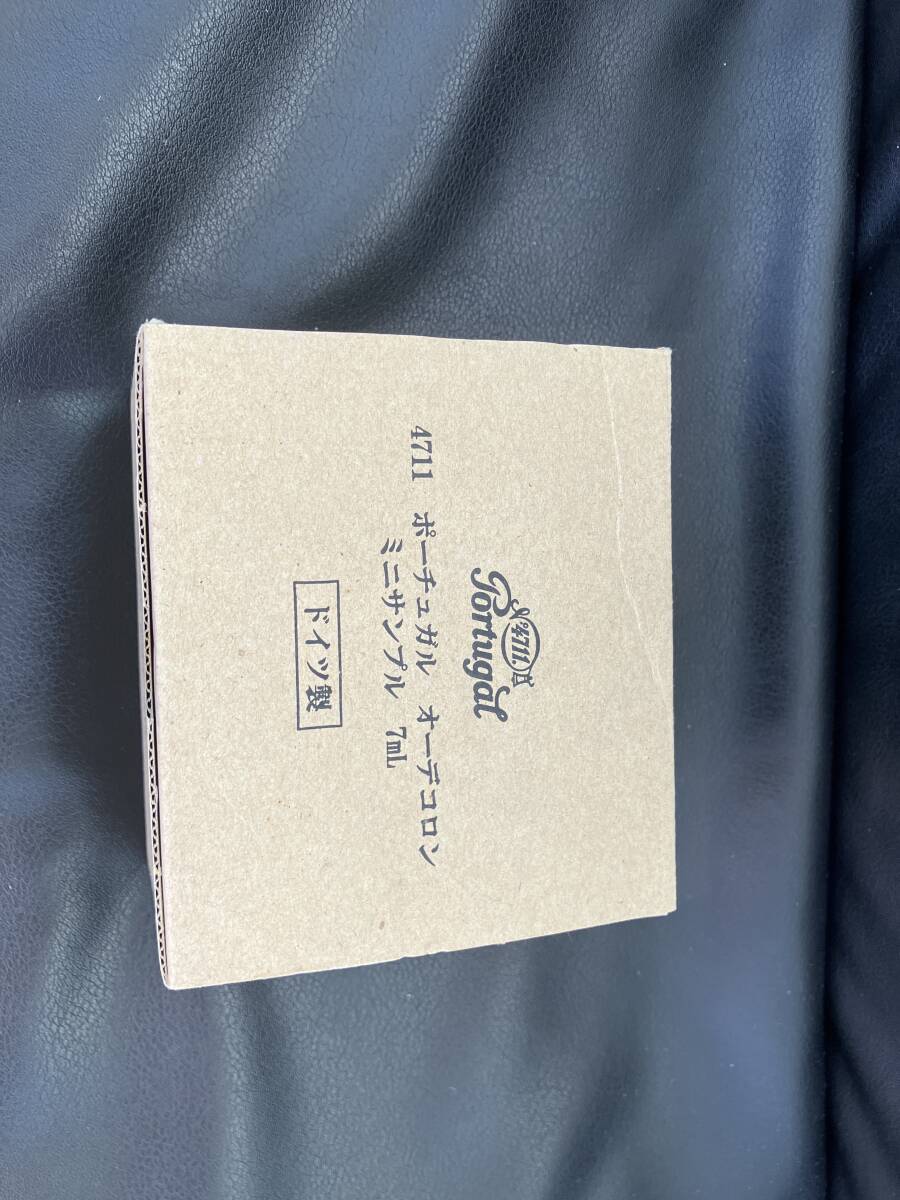 Nº4711.
Portugal
4711 ポーチュガル オーデコロン
ミニサンプル 7mL
ドイツ製